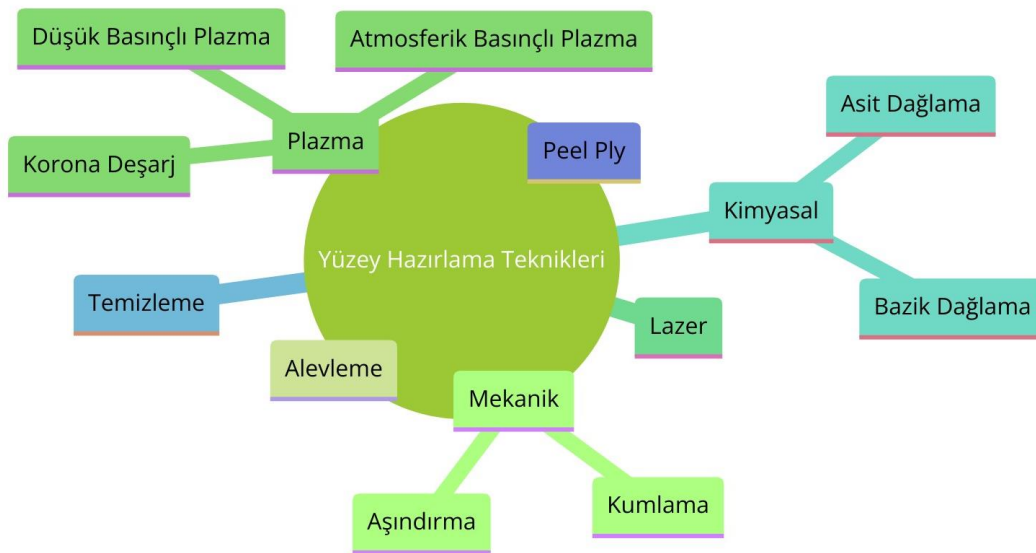 Düşük Basınçlı Plazma
Atmosferik Basınçlı Plazma
Plazma
Korona Deşarj
Peel Ply
Asit Dağlama
Kimyasal
Bazik Dağlama
Yüzey Hazırlama Teknikleri
Temizleme
Lazer
Alevleme
Mekanik
Aşındırma
Kumlama